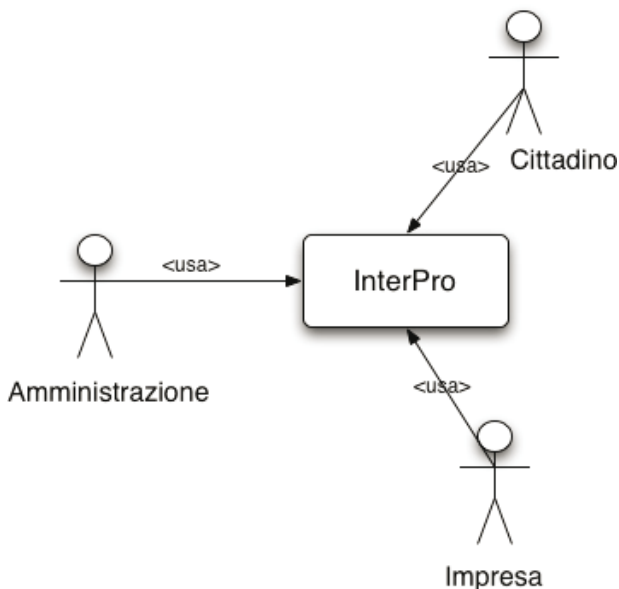 Cittadino
<usa>
<usa>
InterPro
Amministrazione
<usa>
Impresa